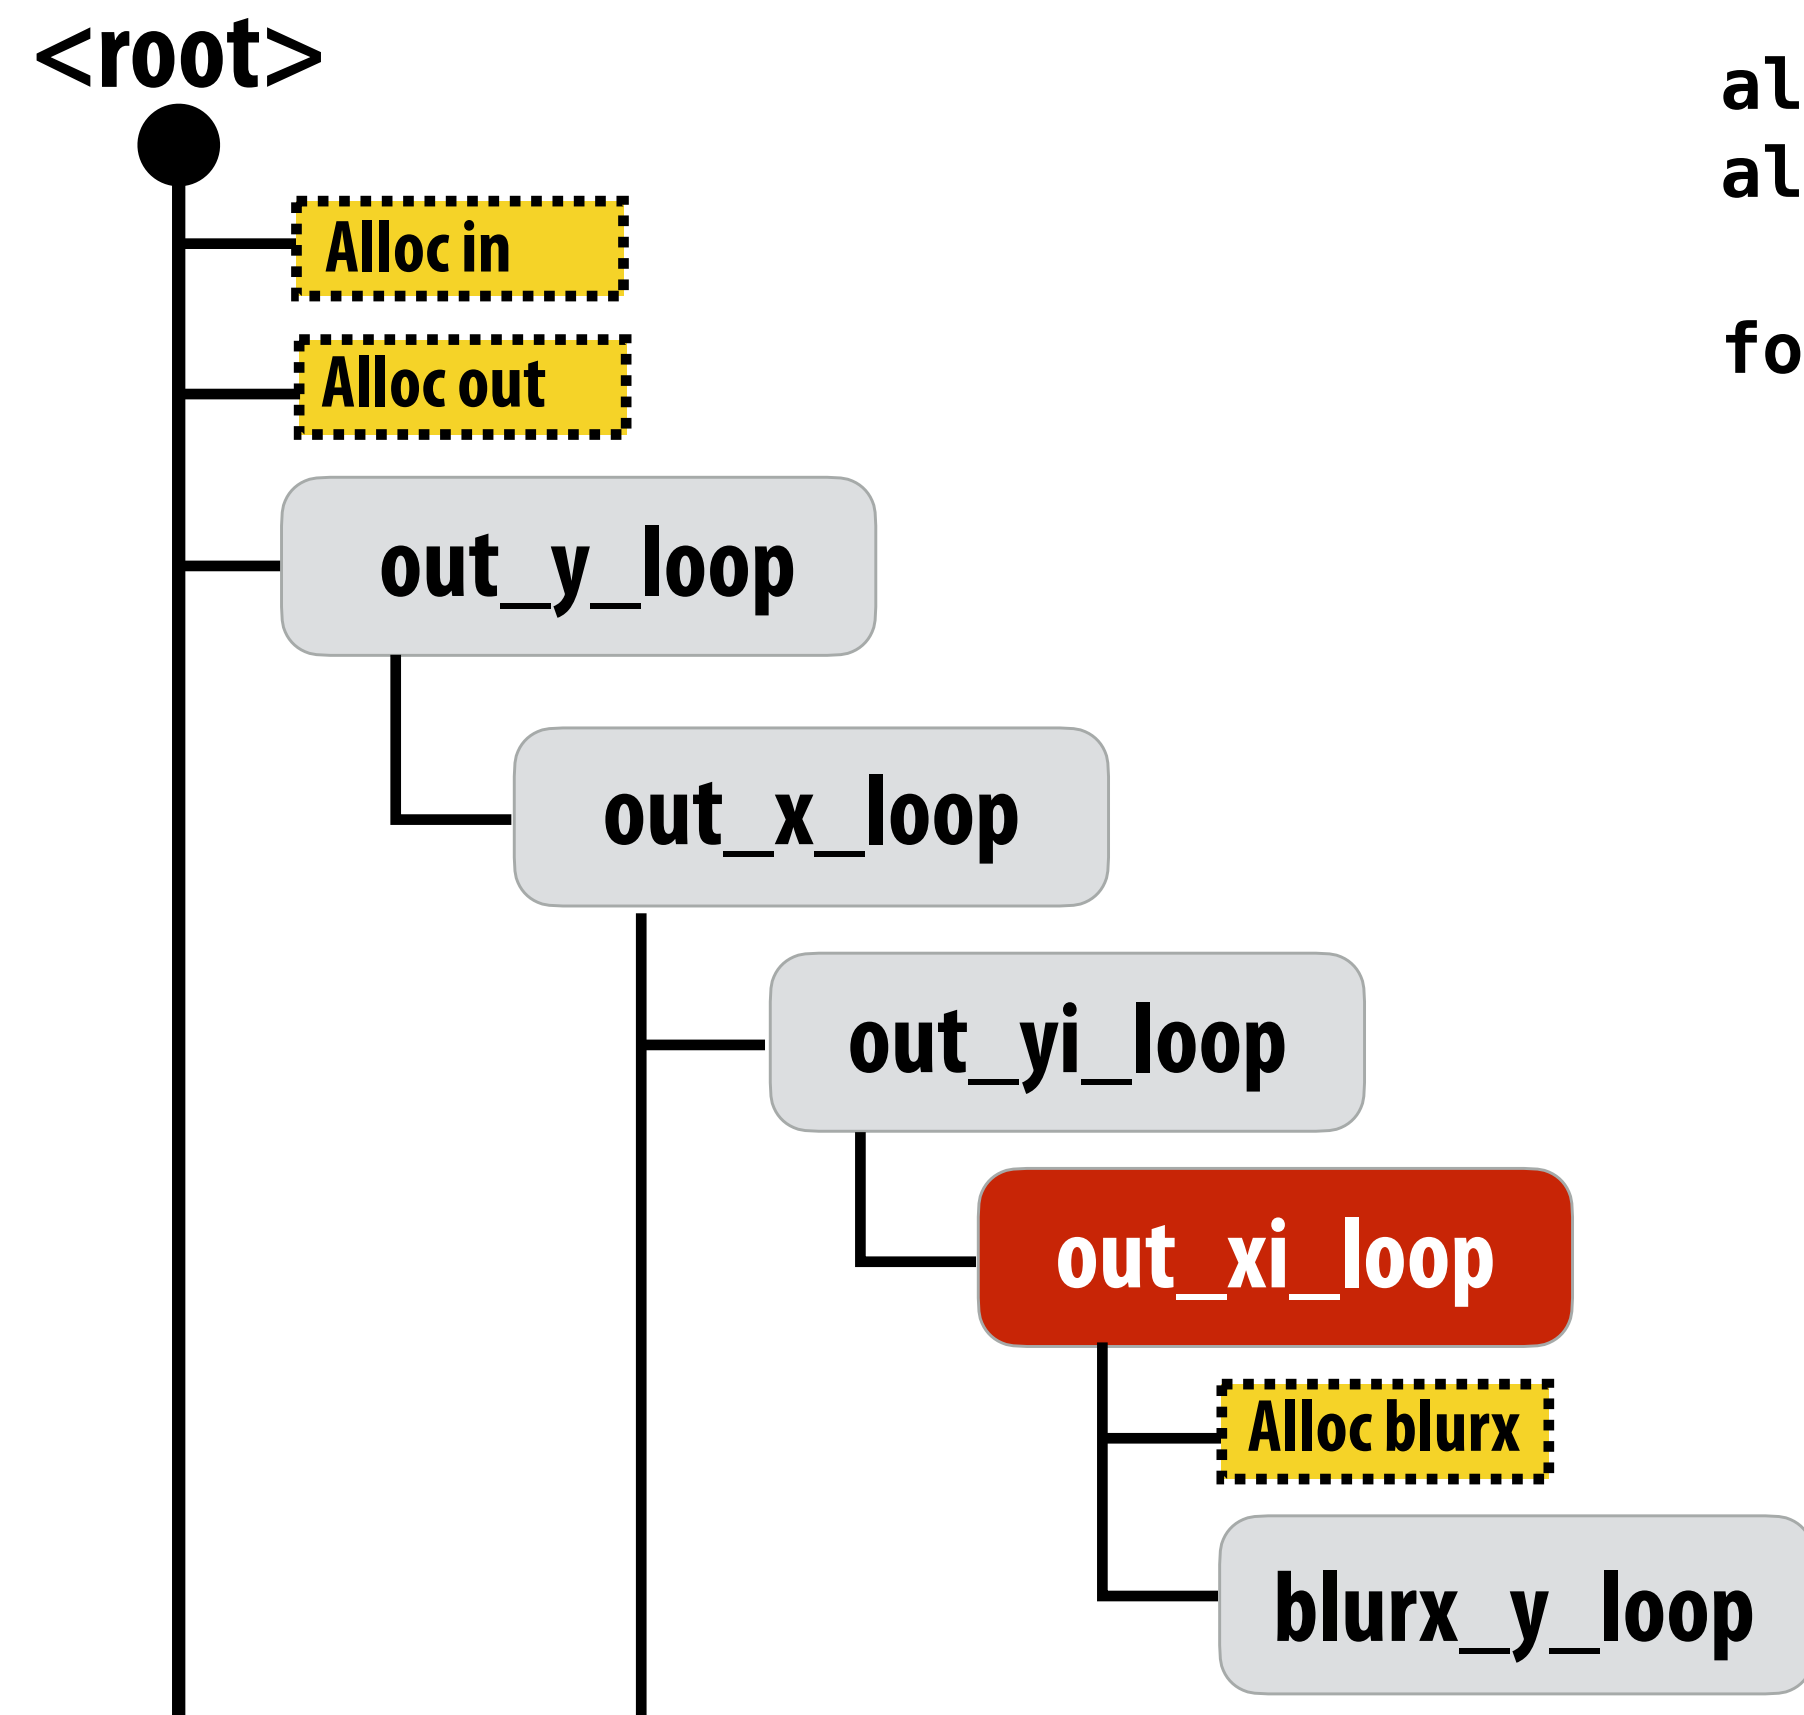 <root>
Alloc in
Alloc out
out_y_loop
out_x_loop
out_yi_loop
out_xi_loop
Alloc blurx
blurx_y_loop
al
al
fo